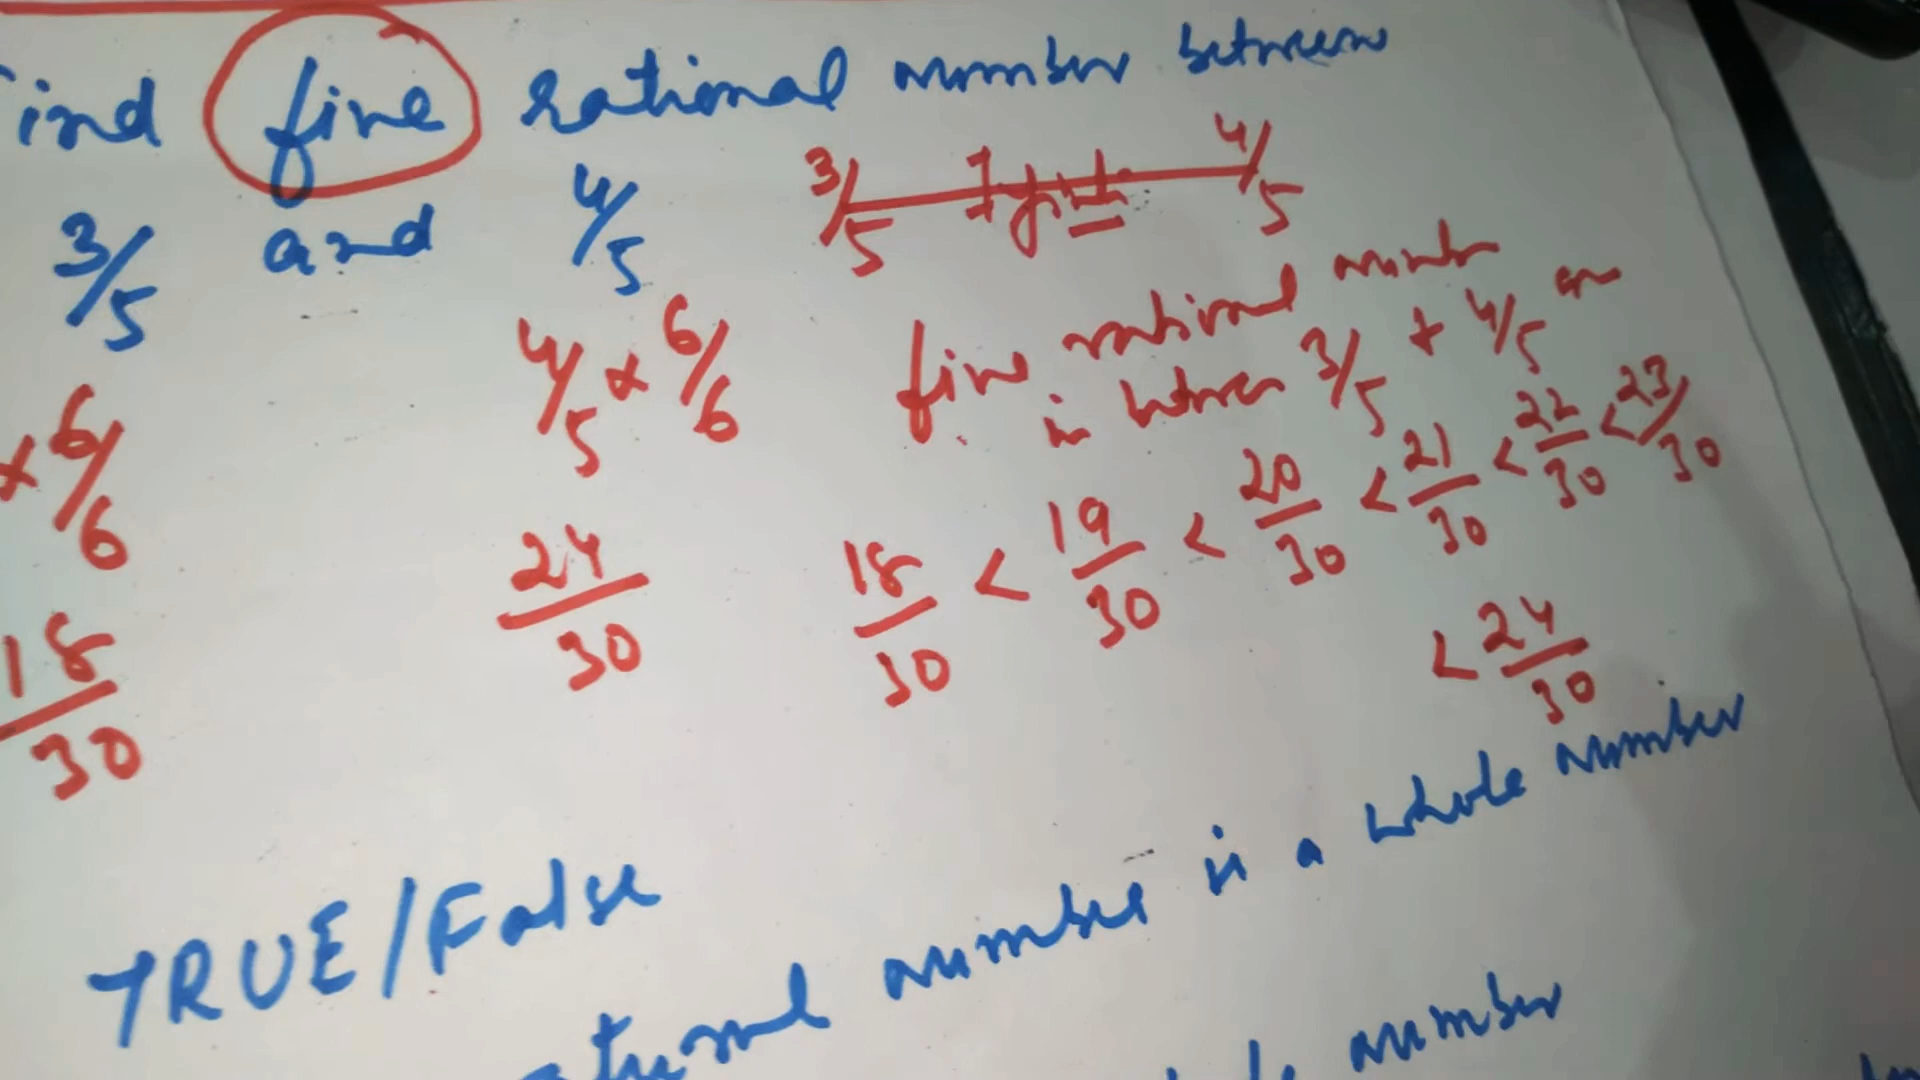 ind five rational number between
3/5 and 4/5
3/5 4/5
4/5 × 6/6
five rational number
in between 3/5 + 4/5 are
× 6/6
18/30 < 19/30 < 20/30 < 21/30 < 22/30 < 23/30
< 24/30
24/30
18/30
TRUE/False
number is a whole number
number